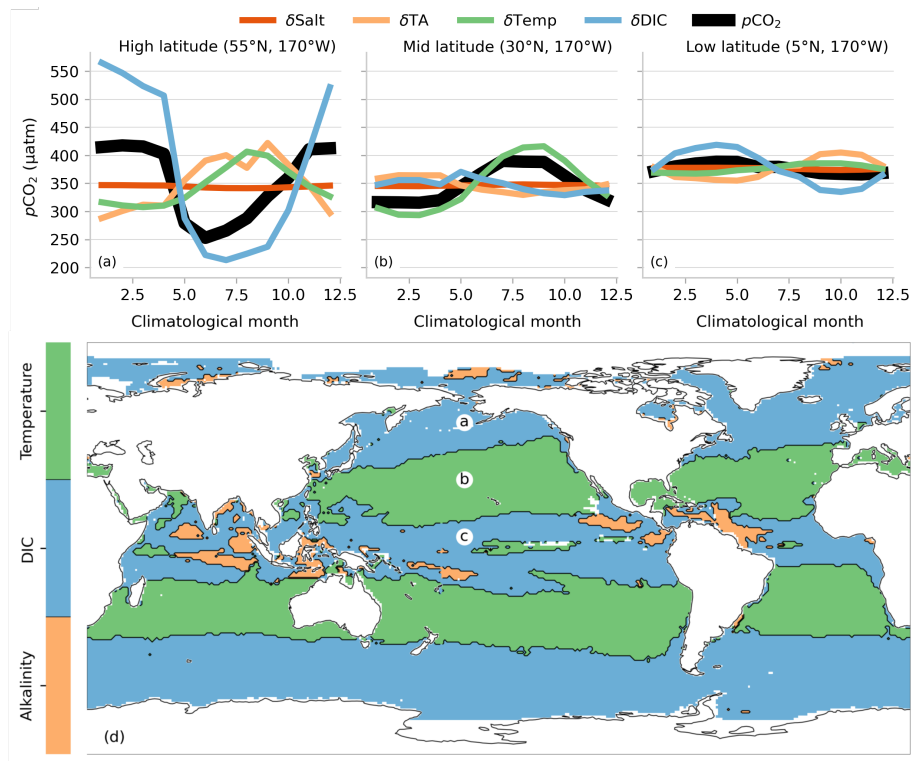 δSalt δTA δTemp δDIC pCO₂
High latitude (55°N, 170°W) Mid latitude (30°N, 170°W) Low latitude (5°N, 170°W)
pCO₂ (µatm)
550
500
450
400
350
300
250
200
(a) (b) (c)
2.5 5.0 7.5 10.0 12.5 2.5 5.0 7.5 10.0 12.5 2.5 5.0 7.5 10.0 12.5
Climatological month Climatological month Climatological month
Temperature
DIC
Alkalinity
a
b
c
(d)